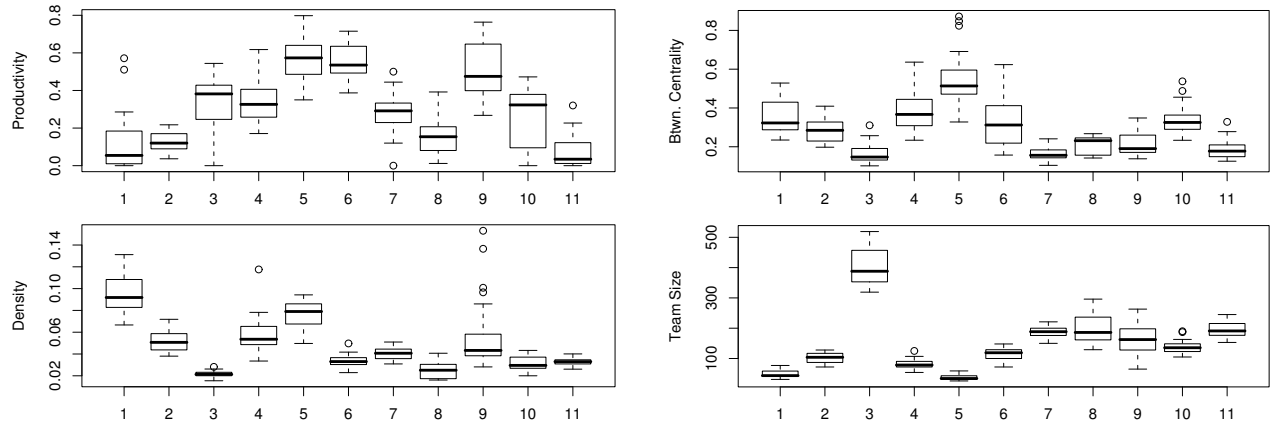 Productivity
0.0 0.2 0.4 0.6 0.8
1 2 3 4 5 6 7 8 9 10 11
Btwn. Centrality
0.2 0.4 0.6 0.8
1 2 3 4 5 6 7 8 9 10 11
Density
0.02 0.06 0.10 0.14
1 2 3 4 5 6 7 8 9 10 11
Team Size
100 300 500
1 2 3 4 5 6 7 8 9 10 11